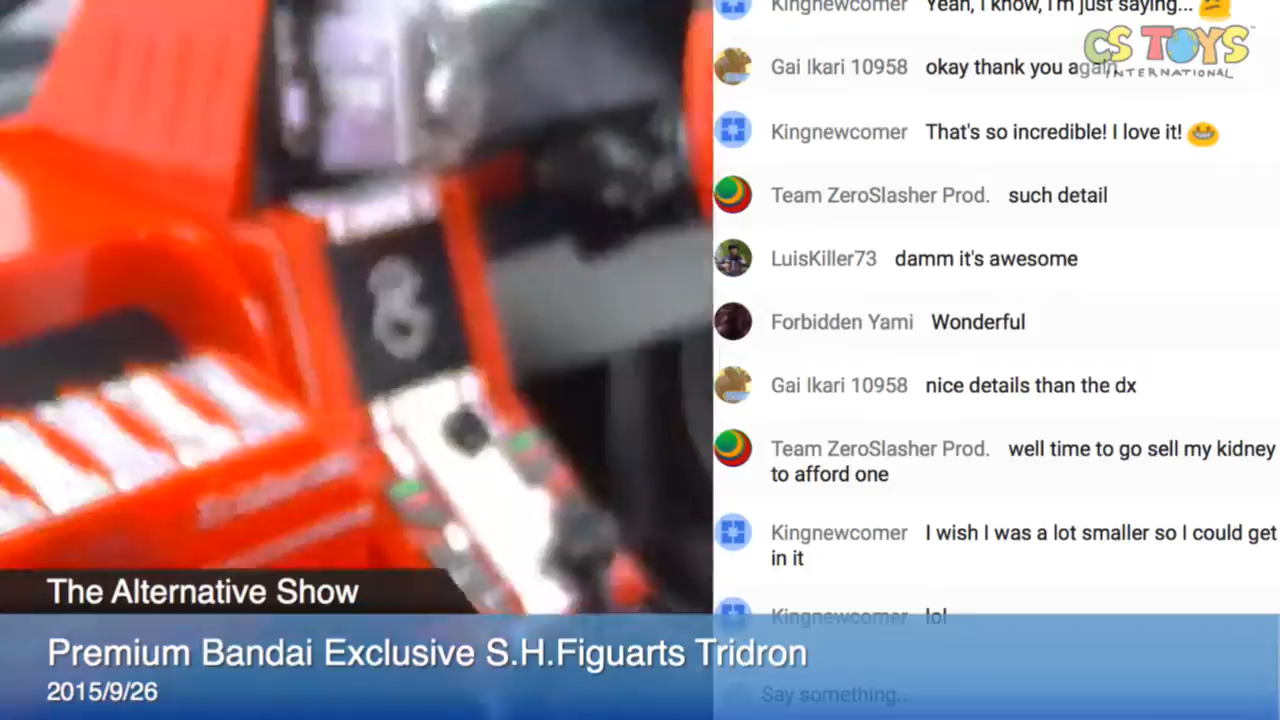 Kingnewcomer Yeah, I know, I'm just saying...
CS TOYS
INTERNATIONAL
Gai Ikari 10958 okay thank you again
Kingnewcomer That's so incredible! I love it!
Team ZeroSlasher Prod. such detail
LuisKiller73 damm it's awesome
Forbidden Yami Wonderful
Gai Ikari 10958 nice details than the dx
Team ZeroSlasher Prod. well time to go sell my kidney
to afford one
Kingnewcomer I wish I was a lot smaller so I could get
in it
Kingnewcomer lol
Say something...
8
The Alternative Show
Premium Bandai Exclusive S.H.Figuarts Tridron
2015/9/26